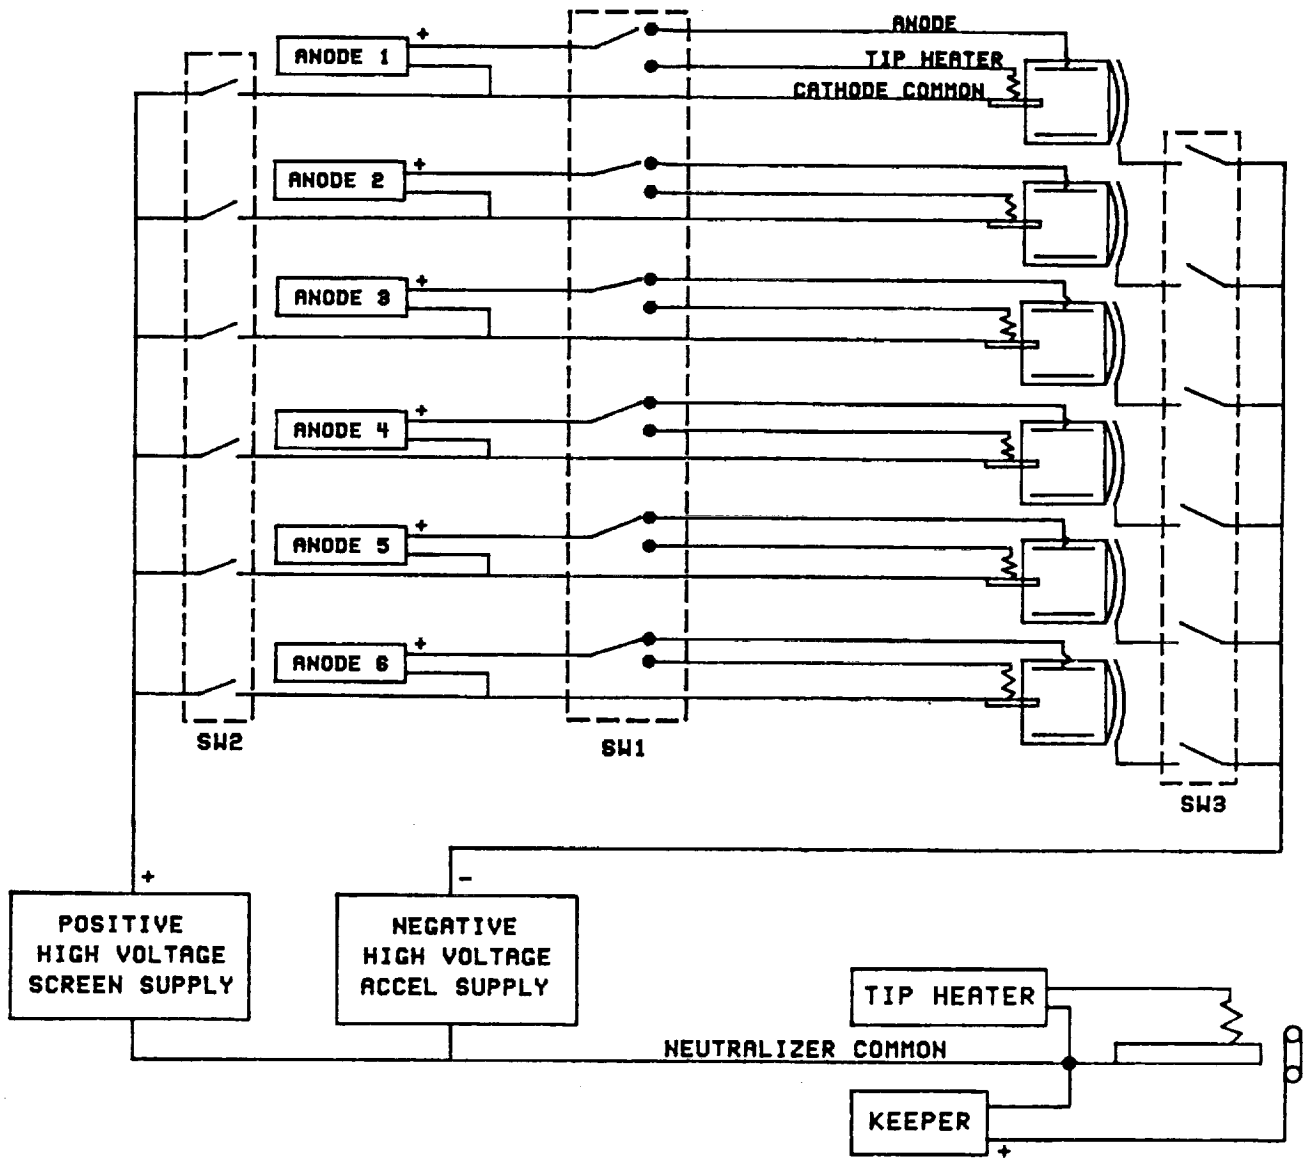 ANODE
+
ANODE 1
TIP HEATER
CATHODE COMMON
+
ANODE 2
+
ANODE 3
+
ANODE 4
+
ANODE 5
+
ANODE 6
SW2
SW1
SW3
+
-
POSITIVE
HIGH VOLTAGE
SCREEN SUPPLY
NEGATIVE
HIGH VOLTAGE
ACCEL SUPPLY
TIP HEATER
NEUTRALIZER COMMON
KEEPER
+